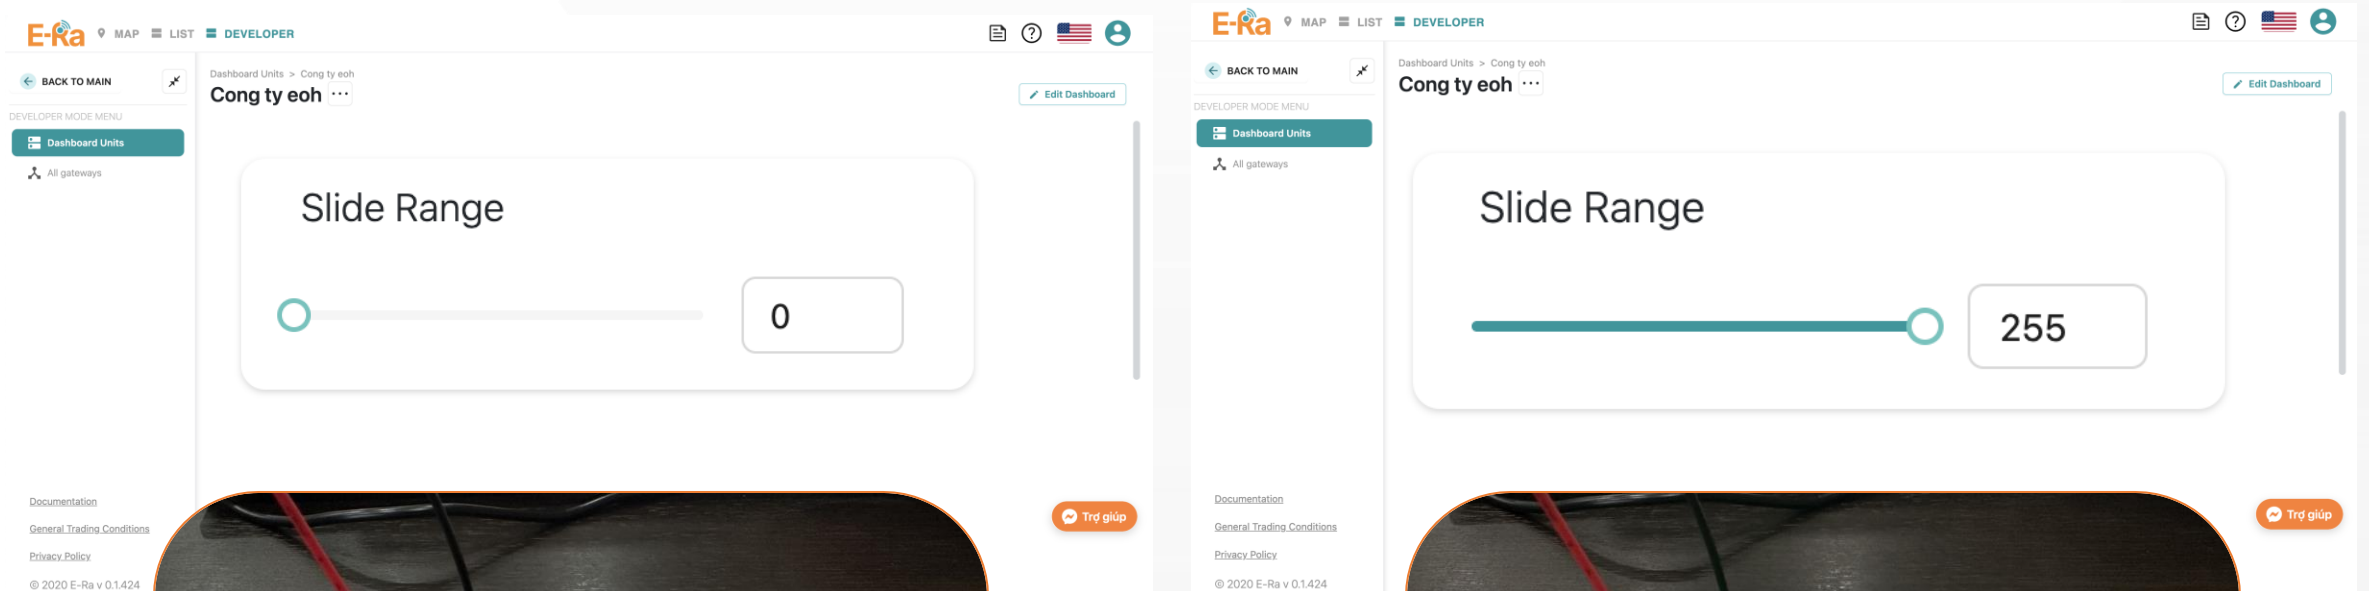 E-Ra MAP LIST DEVELOPER
BACK TO MAIN
DEVELOPER MODE MENU
Dashboard Units
All gateways
Dashboard Units > Cong ty eoh
Cong ty eoh ...
Edit Dashboard
Slide Range
0
Documentation
General Trading Conditions
Privacy Policy
© 2020 E-Ra v 0.1.424
Trợ giúp
E-Ra MAP LIST DEVELOPER
BACK TO MAIN
DEVELOPER MODE MENU
Dashboard Units
All gateways
Dashboard Units > Cong ty eoh
Cong ty eoh ...
Edit Dashboard
Slide Range
255
Documentation
General Trading Conditions
Privacy Policy
© 2020 E-Ra v 0.1.424
Trợ giúp